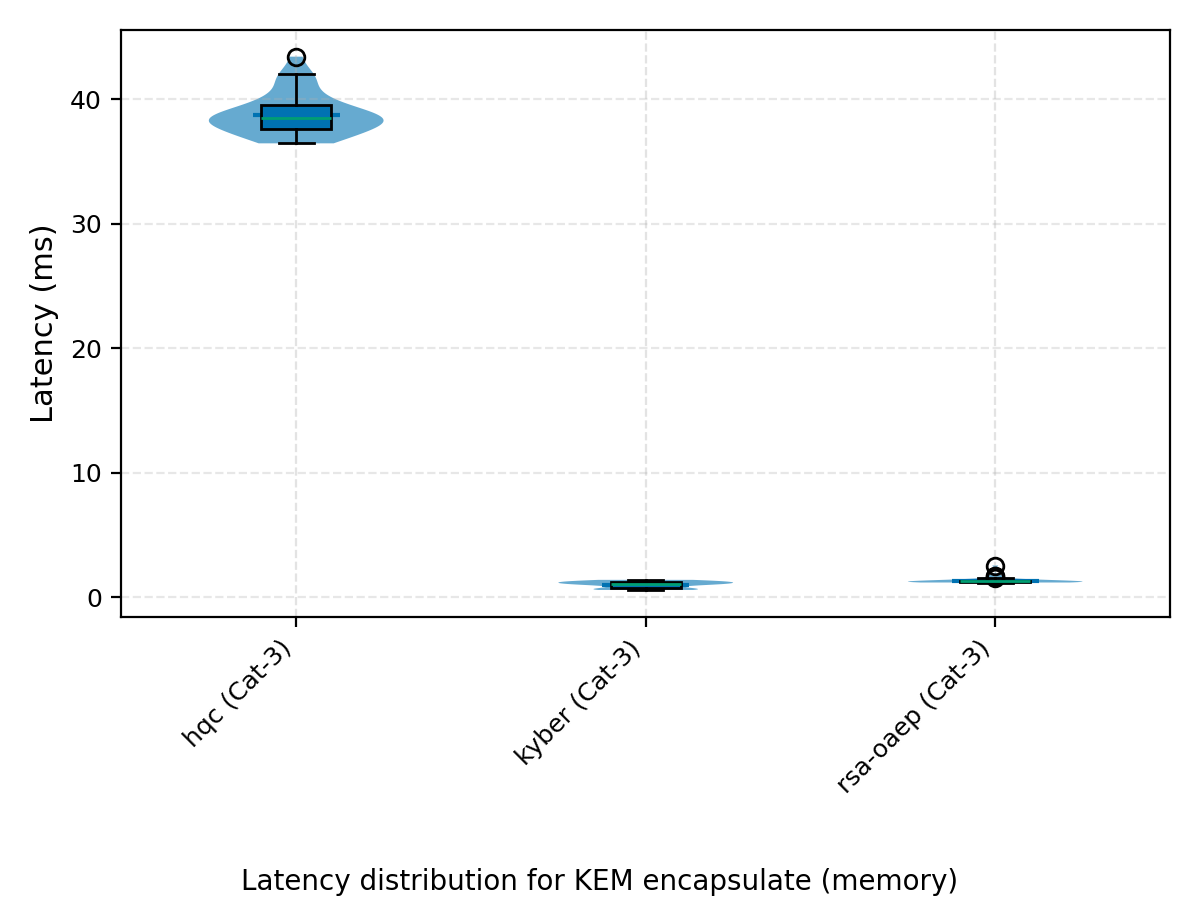 40
30
20
10
0
Latency (ms)
hqc (Cat-3)
kyber (Cat-3)
rsa-oaep (Cat-3)
Latency distribution for KEM encapsulate (memory)